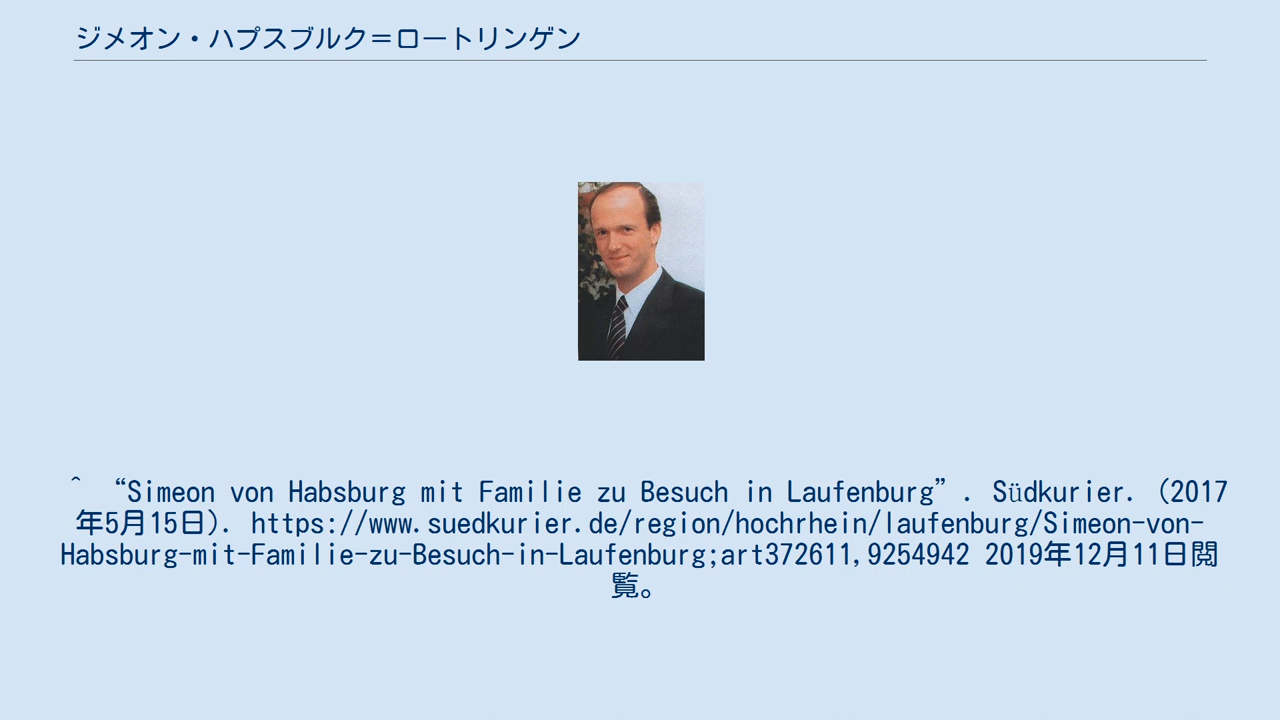 ジメオン・ハプスブルク＝ロートリンゲン
^ “Simeon von Habsburg mit Familie zu Besuch in Laufenburg”. Südkurier. (2017
年5月15日). https://www.suedkurier.de/region/hochrhein/laufenburg/Simeon-von-
Habsburg-mit-Familie-zu-Besuch-in-Laufenburg;art372611,9254942 2019年12月11日閲
覧。